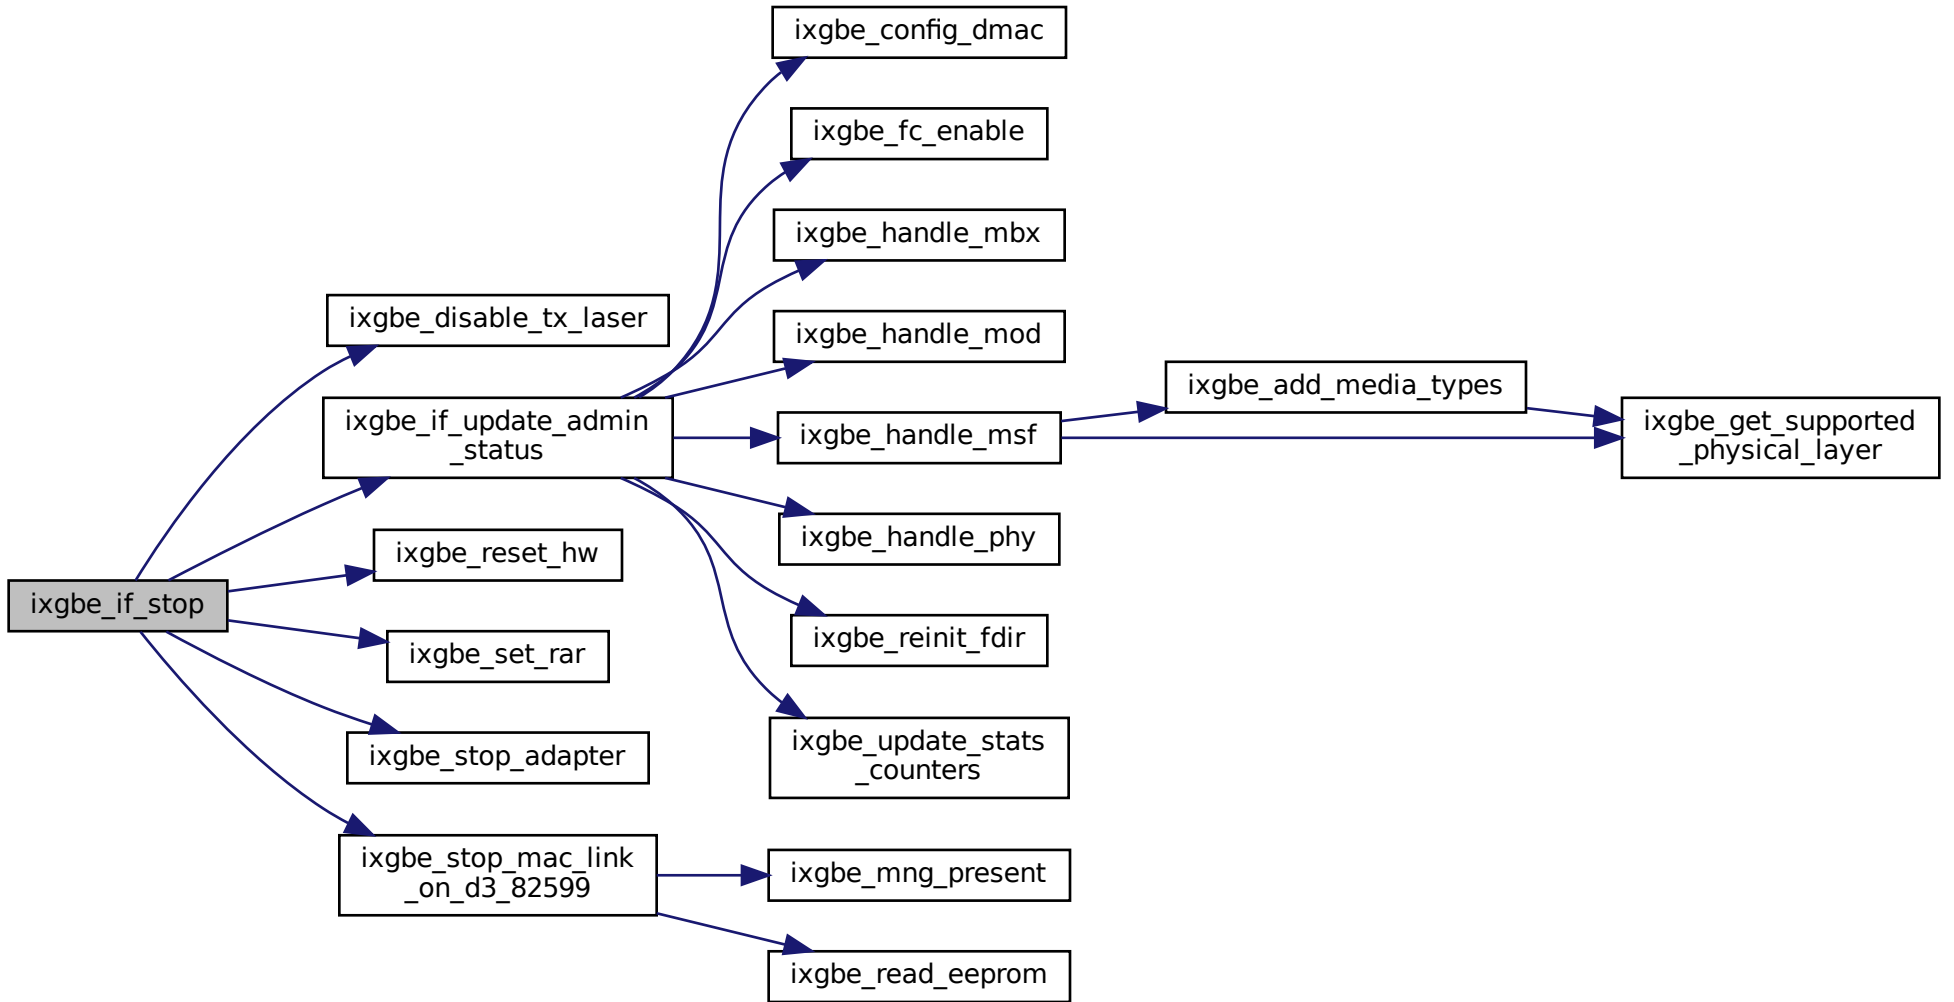 ixgbe_if_stop
ixgbe_disable_tx_laser
ixgbe_if_update_admin
_status
ixgbe_reset_hw
ixgbe_set_rar
ixgbe_stop_adapter
ixgbe_stop_mac_link
_on_d3_82599
ixgbe_config_dmac
ixgbe_fc_enable
ixgbe_handle_mbx
ixgbe_handle_mod
ixgbe_handle_msf
ixgbe_handle_phy
ixgbe_reinit_fdir
ixgbe_update_stats
_counters
ixgbe_mng_present
ixgbe_read_eeprom
ixgbe_add_media_types
ixgbe_get_supported
_physical_layer